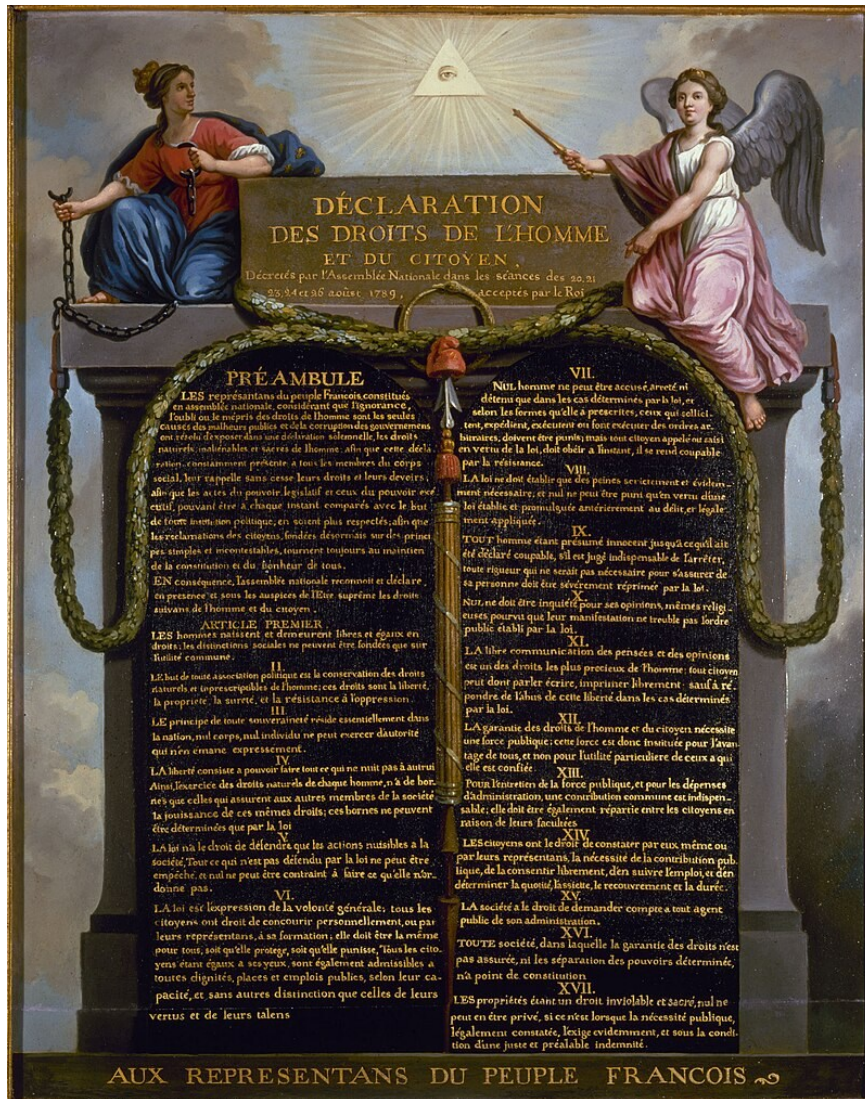 DÉCLARATION
DES DROITS DE L'HOMME
ET DU CITOYEN,
Décretés par l'Assemblée Nationale dans les séances des 20, 21
23, 24 et 26 août 1789, acceptés par le Roi
PRÉAMBULE
LES représentans du peuple François, constitués
en assemblée nationale, considérant que l'ignorance,
l'oubli ou le mépris des droits de l'homme sont les seules
causes des malheurs publics et de la corruption des gouvernemens
ont résolu d'exposer dans une déclaration solemnelle, les droits
naturels, inaliénables et sacrés de l'homme; afin que cette décla
ration, constamment présente a tous les membres du corps
social, leur rappelle sans cesse leurs droits et leurs devoirs
afin que les actes du pouvoir legislatif et ceux du pouvoir exé
cutif, pouvant être a chaque instant comparés avec le but
de toute institution politique, en soient plus respectés; afin que
les reclamations des citoyens, fondées désormais sur des princi
pes simples et incontestables, tournent toujours au maintien
de la constitution et du bonheur de tous.
EN conséquence, l'assemblée nationale reconnoit et déclare,
en presence et sous les auspices de l'Etre suprême les droits
suivans de l'homme et du citoyen.
ARTICLE PREMIER.
LES hommes naissent et demeurent libres et égaux en
droits; les distinctions sociales ne peuvent être fondées que sur
l'utilité commune.
II.
LE but de toute association politique est la conservation des droits
naturels et inprescriptibles de l'homme; ces droits sont la liberté,
la propriete, la sureté, et la résistance à l'oppression.
III
LE principe de toute souveraineté réside essentiellement dans
la nation, nul corps, nul individu ne peut exercer d'autorité
qui n'en émane expressement.
IV.
LA liberté consiste a pouvoir faire tout ce qui ne nuit pas à autrui
Ainsi, l'exercice des droits naturels de chaque homme, n'a de bor-
nes que celles qui assurent aux autres membres de la société
la jouissance de ces mêmes droits; ces bornes ne peuvent
être déterminées que par la loi
V.
LA loi n'a le droit de défendre que les actions nuisibles a la
société, Tout ce qui n'est pas défendu par la loi ne peut être
empêché, et nul ne peut être contraint à faire ce qu'elle n'or-
donne pas.
VI.
LA loi est l'expression de la volonté générale; tous les
citoyens ont droit de concourir personnellement, ou par
leurs représentans, à sa formation; elle doit être la même
pour tous, soit qu'elle protege, soit qu'elle punisse, Tous les cito-
yens étant égaux a ses yeux, sont également admissibles a
toutes dignités, places et emplois publics, selon leur ca-
pacité, et sans autres distinction que celles de leurs
vertus et de leurs talens
VII.
NUL homme ne peut être accusé, arreté ni
détenu que dans les cas déterminés par la loi, et
selon les formes qu'elle à prescrites, ceux qui sollici-
tent, expédient, exécutent ou font exécuter des ordres ar-
bitraires, doivent être punis; mais tout citoyen appelé ou saisi
en vertu de la loi, doit obéir a l'instant, il se rend coupable
par la résistance.
VIII.
LA loi ne doit établir que des peines strictement et évidem-
ment nécessaire, et nul ne peut être puni qu'en vertu d'une
loi établie et promulguée antérierement au délit, et légale-
ment appliquée.
IX.
TOUT homme étant présumé innocent jusqu'a ce qu'il ait
été déclaré coupable, s'il est jugé indispensable de l'arrêter,
toute rigueur qui ne serait pas nécessaire pour s'assurer de
sa personne doit être sévèrement réprimée par la loi.
X.
NUL ne doit être inquiété pour ses opinions, mêmes religi-
euses pourvu que leur manifestation ne trouble pas l'ordre
public établi par la loi.
XI.
LA libre communication des pensées et des opinions
est un des droits les plus precieux de l'homme; tout citoyen
peut dont parler écrire, imprimer librement: sauf à ré-
pondre de l'abus de cette liberté dans les cas déterminés
par la loi.
XII.
LA garantie des droits de l'homme et du citoyen nécessite
une force publique; cette force est donc instituée pour l'avan-
tage de tous, et non pour l'utilité particuliere de ceux a qui
elle est confiée.
XIII.
POUR l'entretien de la force publique, et pour les dépenses
d'administration, une contribution commune est indispen-
sable; elle doit être également répartie entre les citoyens en
raison de leurs facultées
XIV.
LES citoyens ont le droit de constater par eux même ou
par leurs représentans, la nécessité de la contribution pub-
lique, de la consentir librement, d'en suivre l'emploi, et d'en
déterminer la quotité, l'assiette, le recouvrement et la durée.
XV.
LA société a le droit de demander compte a tout agent
public de son administration.
XVI.
TOUTE société, dans laquelle la garantie des droits n'est
pas assurée, ni les séparation des pouvoirs déterminée,
n'a point de constitution
XVII.
LES propriétés étant un droit inviolable et sacré, nul ne
peut en être privé, si ce n'est lorsque la nécessité publique,
légalement constatée, l'exige evidemment, et sous la condi-
tion d'une juste et préalable indemnité.
AUX REPRESENTANS DU PEUPLE FRANCOIS